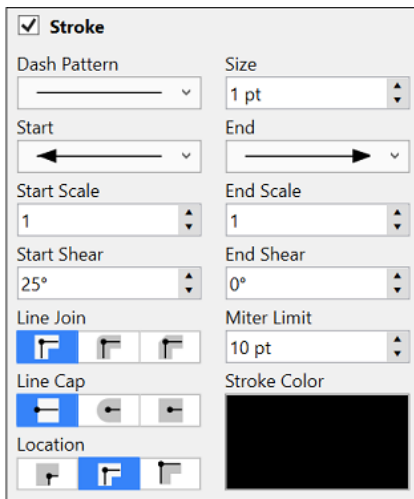 Stroke
Dash Pattern Size
1 pt
Start End
Start Scale End Scale
1 1
Start Shear End Shear
25° 0°
Line Join Miter Limit
10 pt
Line Cap Stroke Color
Location